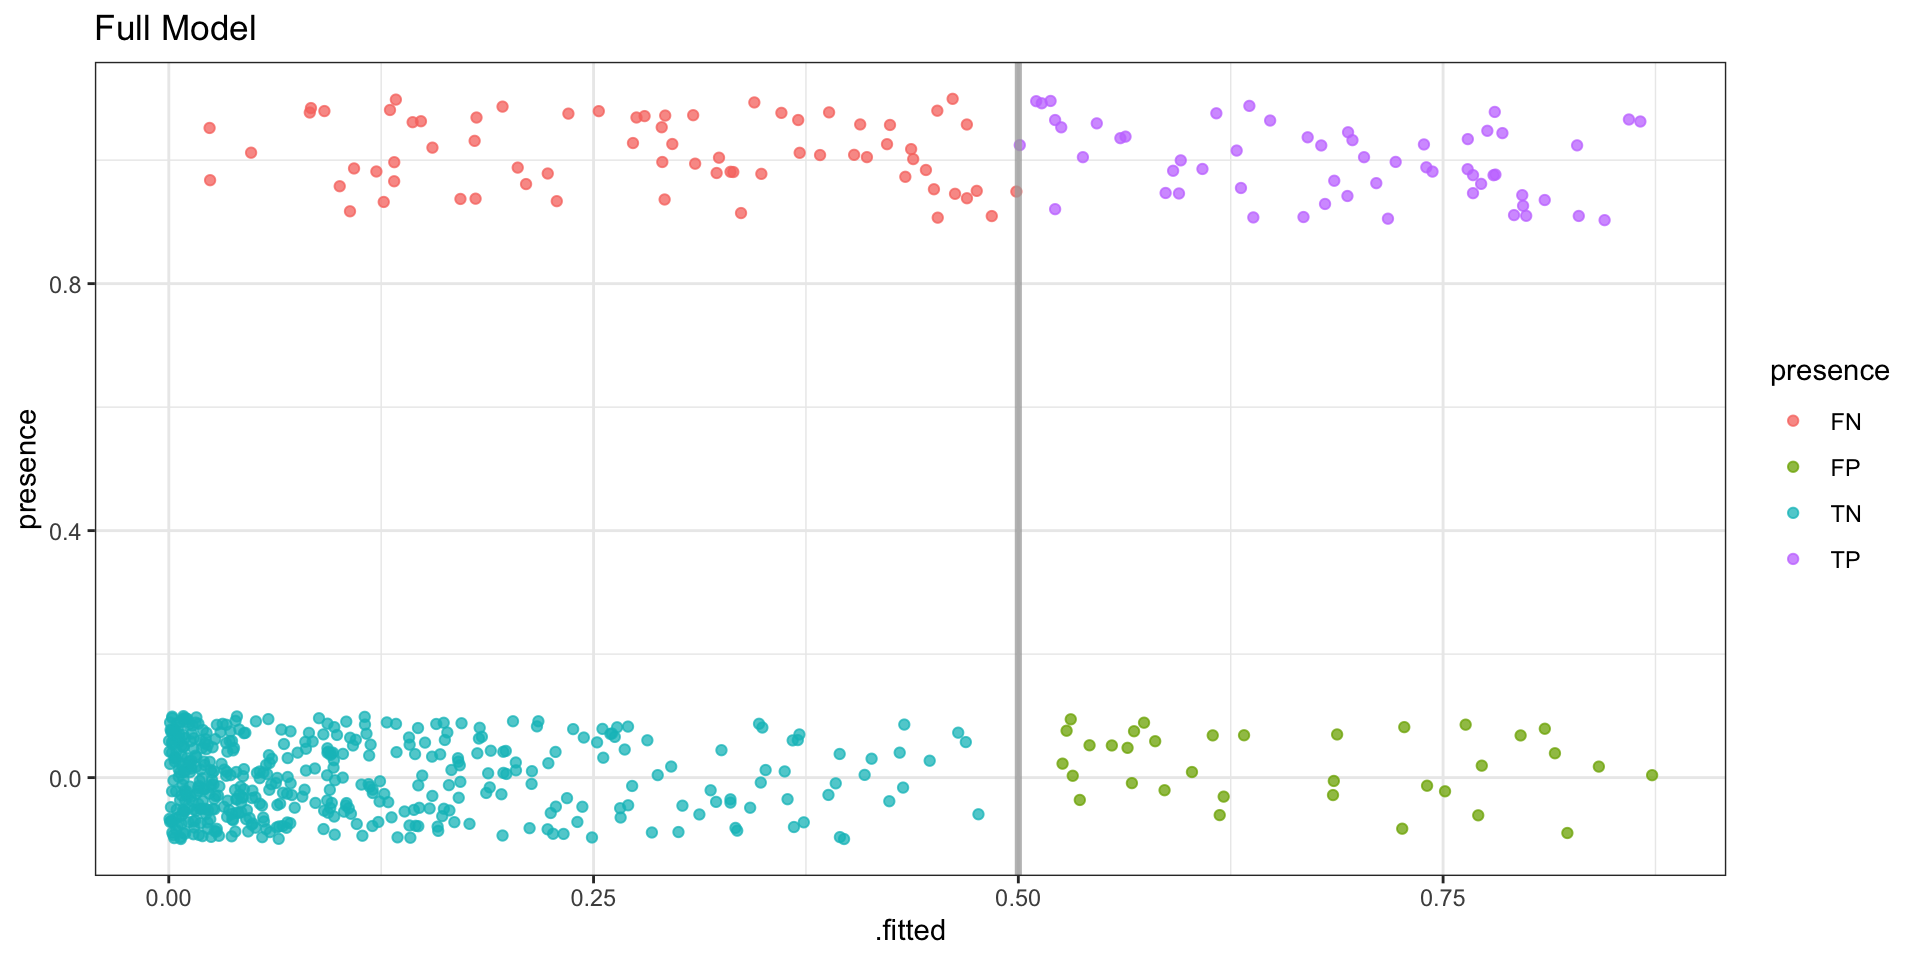 Full Model
presence
0.8
0.4
0.0
0.00
0.25
0.50
0.75
.fitted
presence
FN
FP
TN
TP